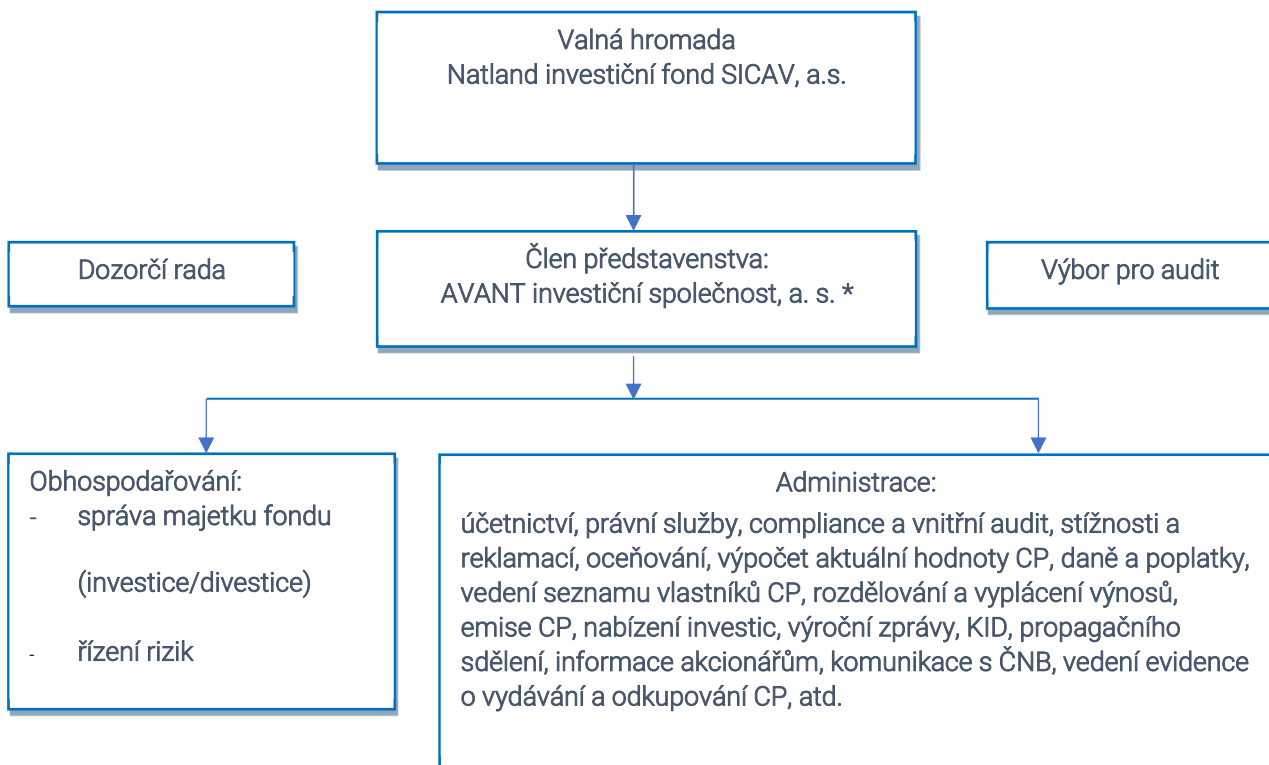 Valná hromada
Natland investiční fond SICAV, a.s.
Dozorčí rada
Člen představenstva:
AVANT investiční společnost, a. s. *
Výbor pro audit
Obhospodařování:
- správa majetku fondu
(investice/divestice)
- řízení rizik
Administrace:
účetnictví, právní služby, compliance a vnitřní audit, stížnosti a
reklamací, oceňování, výpočet aktuální hodnoty CP, daně a poplatky,
vedení seznamu vlastníků CP, rozdělování a vyplácení výnosů,
emise CP, nabízení investic, výroční zprávy, KID, propagačního
sdělení, informace akcionářům, komunikace s ČNB, vedení evidence
o vydávání a odkupování CP, atd.